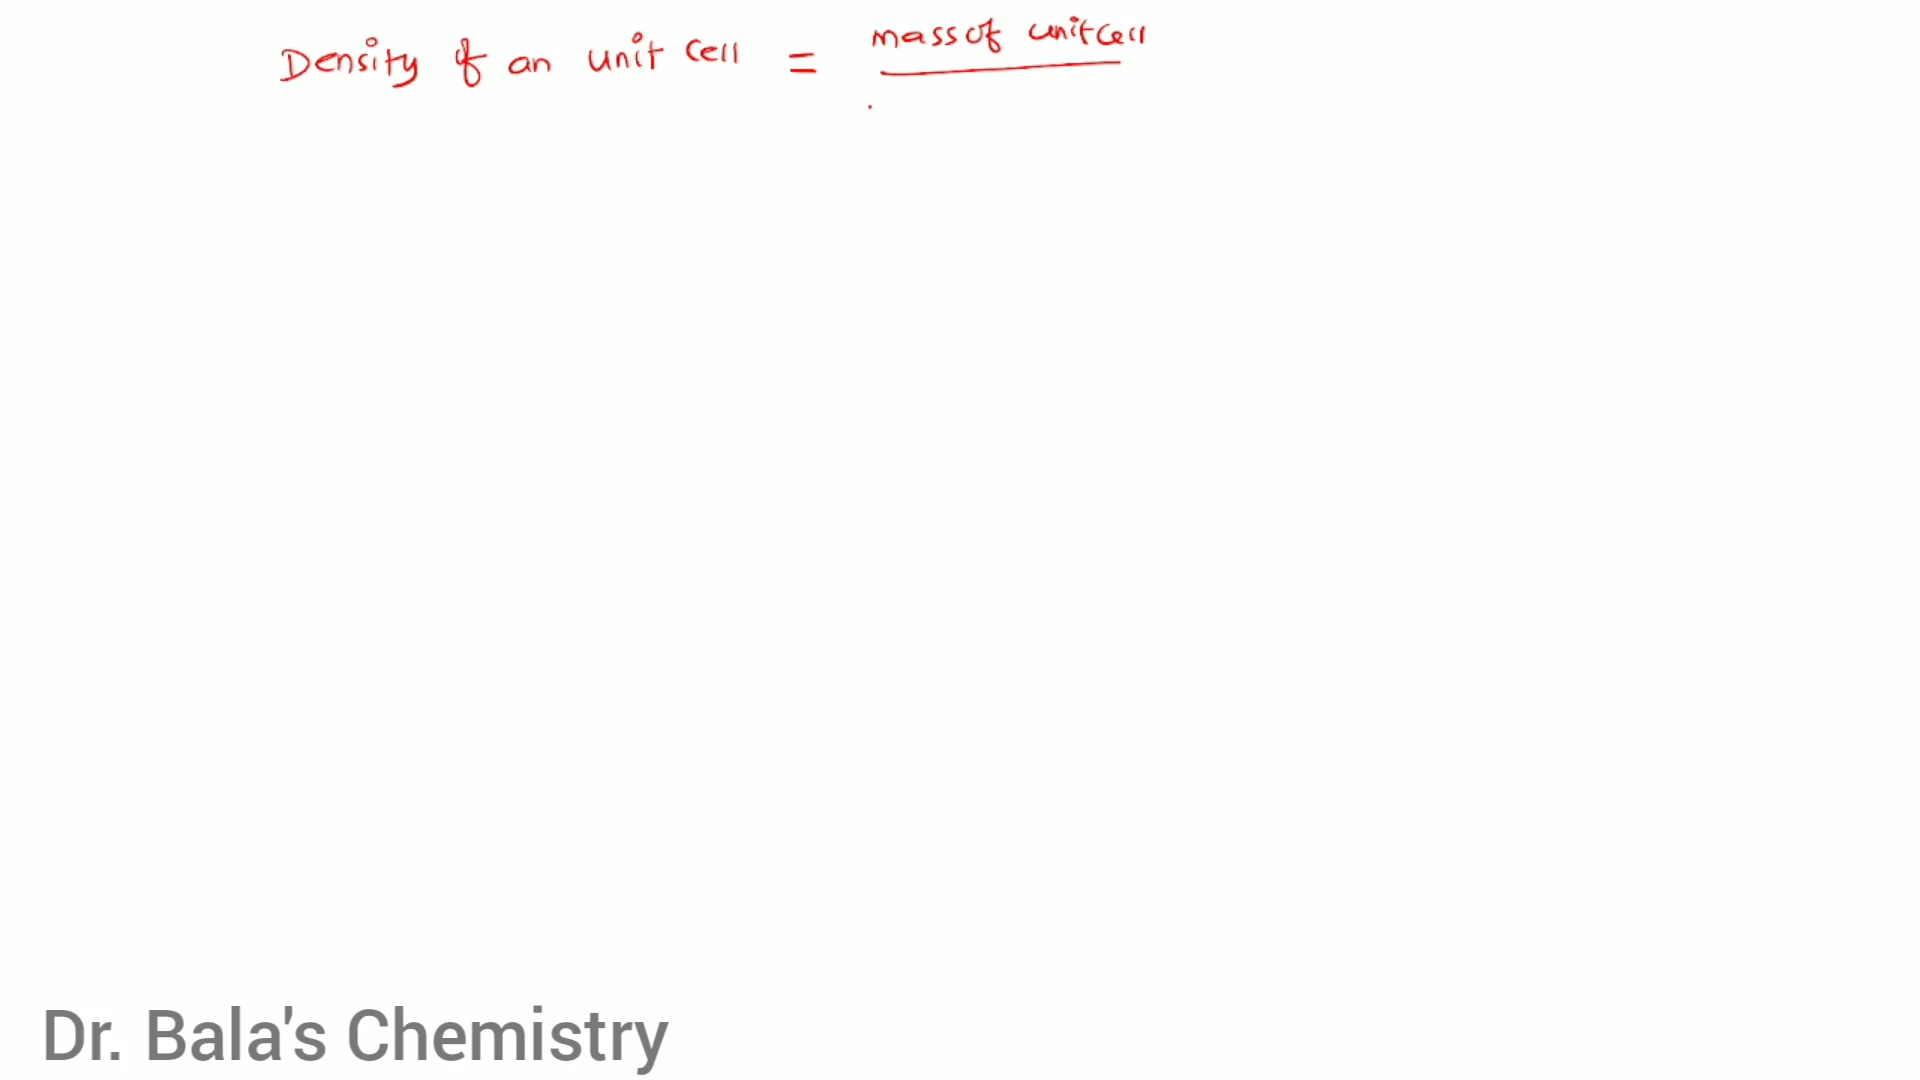 Density of an unit cell = mass of unit cell
Dr. Bala's Chemistry